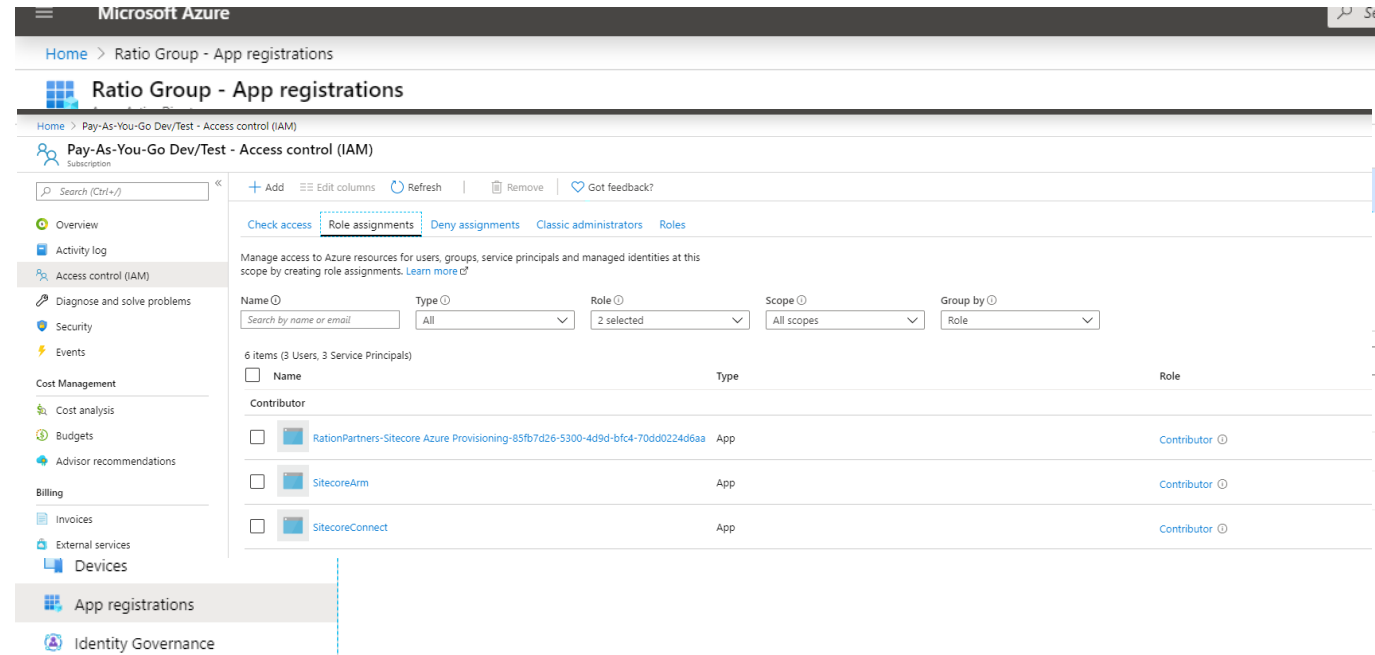 Microsoft Azure
Home > Ratio Group - App registrations
Ratio Group - App registrations
Home > Pay-As-You-Go Dev/Test - Access control (IAM)
Pay-As-You-Go Dev/Test - Access control (IAM)
Subscription
Search (Ctrl+/)
«
Add Edit columns Refresh Remove Got feedback?
Overview
Activity log
Access control (IAM)
Diagnose and solve problems
Security
Events
Cost Management
Cost analysis
Budgets
Advisor recommendations
Billing
Invoices
External services
Check access Role assignments Deny assignments Classic administrators Roles
Manage access to Azure resources for users, groups, service principals and managed identities at this
scope by creating role assignments. Learn more
Name Type Role Scope Group by
Search by name or email All 2 selected All scopes Role
6 items (3 Users, 3 Service Principals)
Name Type Role
Contributor
RationPartners-Sitecore Azure Provisioning-85fb7d26-5300-4d9d-bfc4-70dd0224d6aa App Contributor
SitecoreArm App Contributor
SitecoreConnect App Contributor
Devices
App registrations
Identity Governance